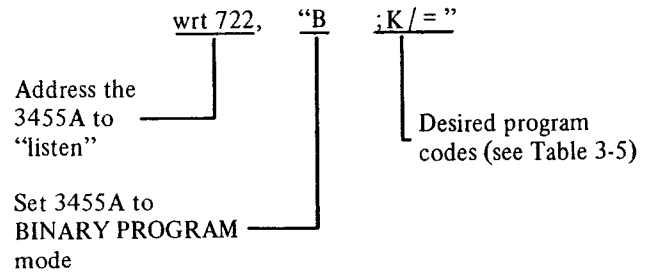 wrt 722, “B ;K/=”
Address the
3455A to
“listen”
Desired program
codes (see Table 3-5)
Set 3455A to
BINARY PROGRAM
mode